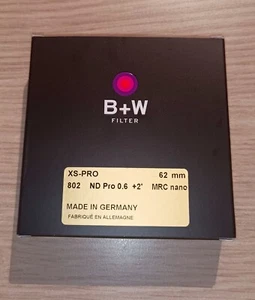 B+W
FILTER
XS-PRO 62 mm
802 ND Pro 0.6 +2* MRC nano
MADE IN GERMANY
FABRIQUÉ EN ALLEMAGNE